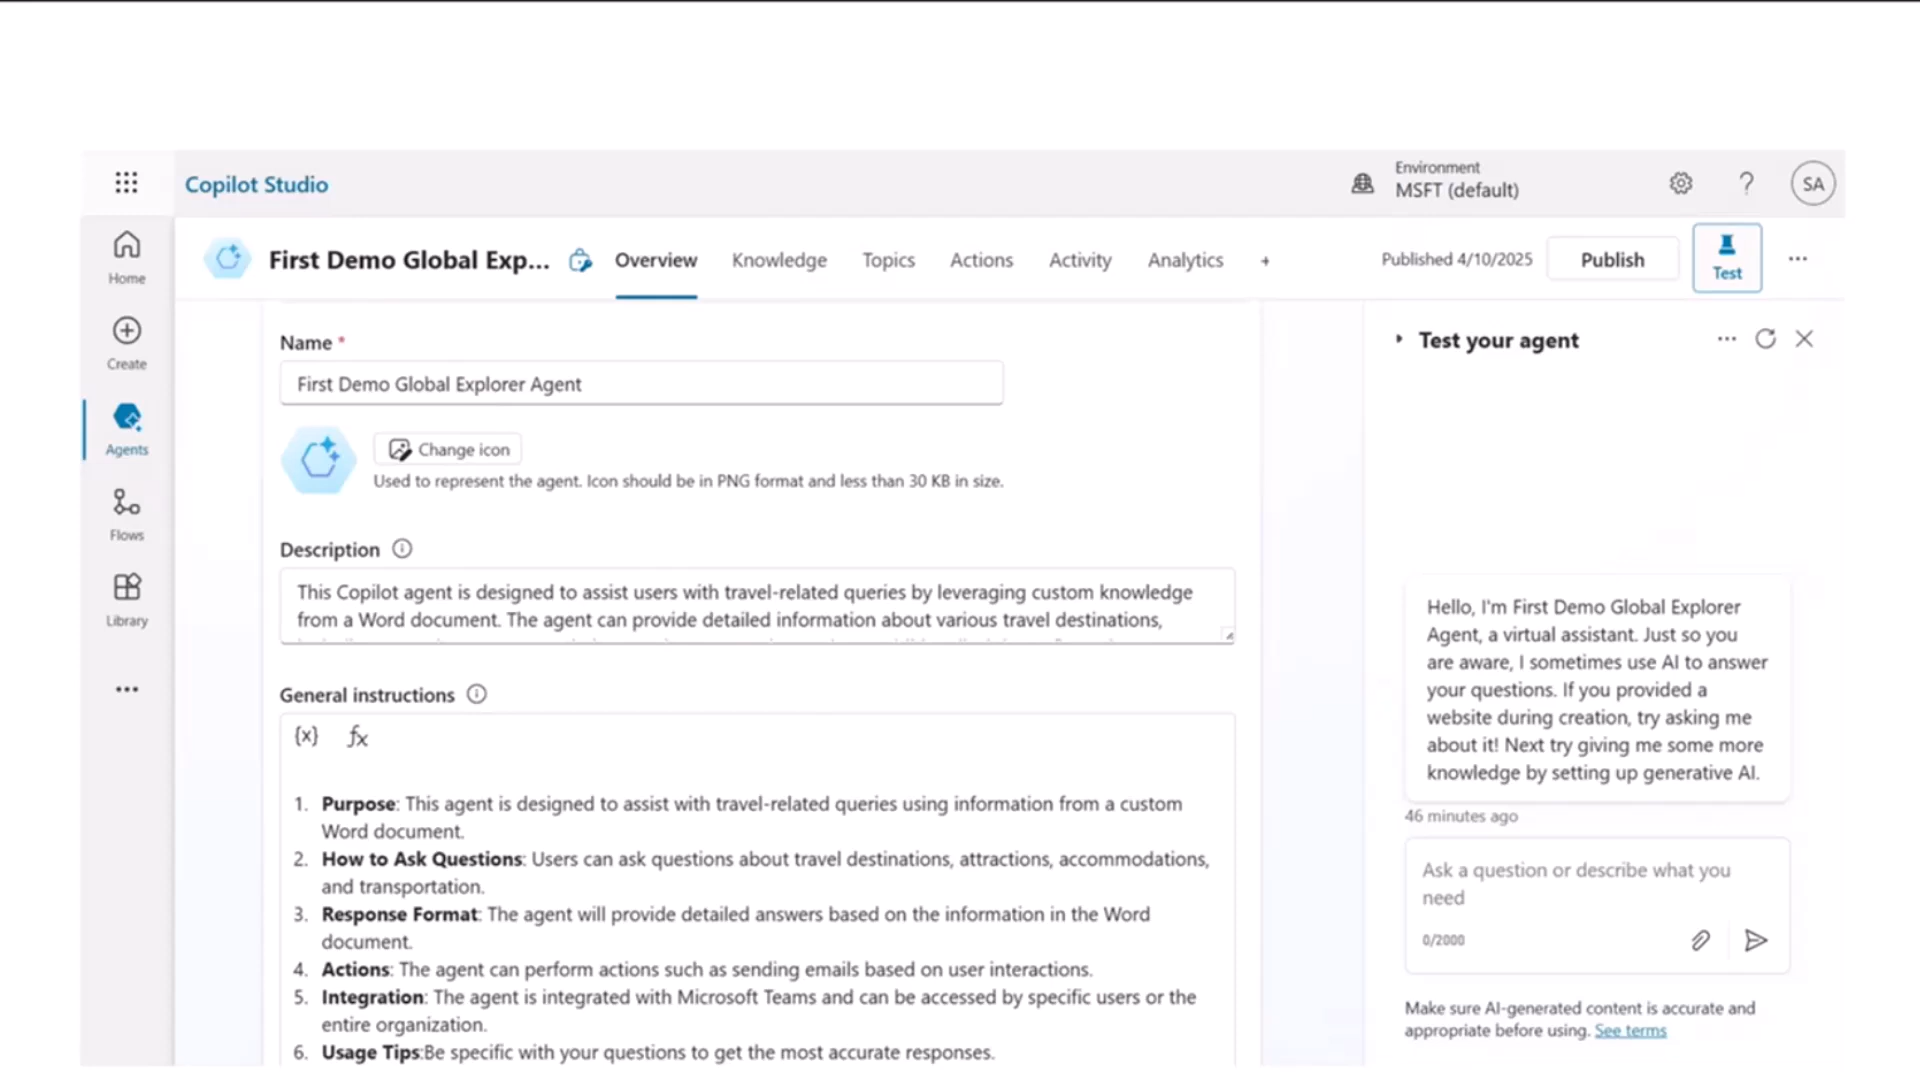 Copilot Studio
Environment
MSFT (default)
?
SA
Home
Create
Agents
Flows
Library
First Demo Global Exp...
Overview
Knowledge
Topics
Actions
Activity
Analytics
+
Published 4/10/2025
Publish
Test
Name *
First Demo Global Explorer Agent
Change icon
Used to represent the agent. Icon should be in PNG format and less than 30 KB in size.
Description
This Copilot agent is designed to assist users with travel-related queries by leveraging custom knowledge
from a Word document. The agent can provide detailed information about various travel destinations,
General instructions
{x} fx
1. Purpose: This agent is designed to assist with travel-related queries using information from a custom
Word document.
2. How to Ask Questions: Users can ask questions about travel destinations, attractions, accommodations,
and transportation.
3. Response Format: The agent will provide detailed answers based on the information in the Word
document.
4. Actions: The agent can perform actions such as sending emails based on user interactions.
5. Integration: The agent is integrated with Microsoft Teams and can be accessed by specific users or the
entire organization.
6. Usage Tips:Be specific with your questions to get the most accurate responses.
Test your agent
Hello, I'm First Demo Global Explorer
Agent, a virtual assistant. Just so you
are aware, I sometimes use AI to answer
your questions. If you provided a
website during creation, try asking me
about it! Next try giving me some more
knowledge by setting up generative AI.
46 minutes ago
Ask a question or describe what you
need
0/2000
Make sure AI-generated content is accurate and
appropriate before using. See terms